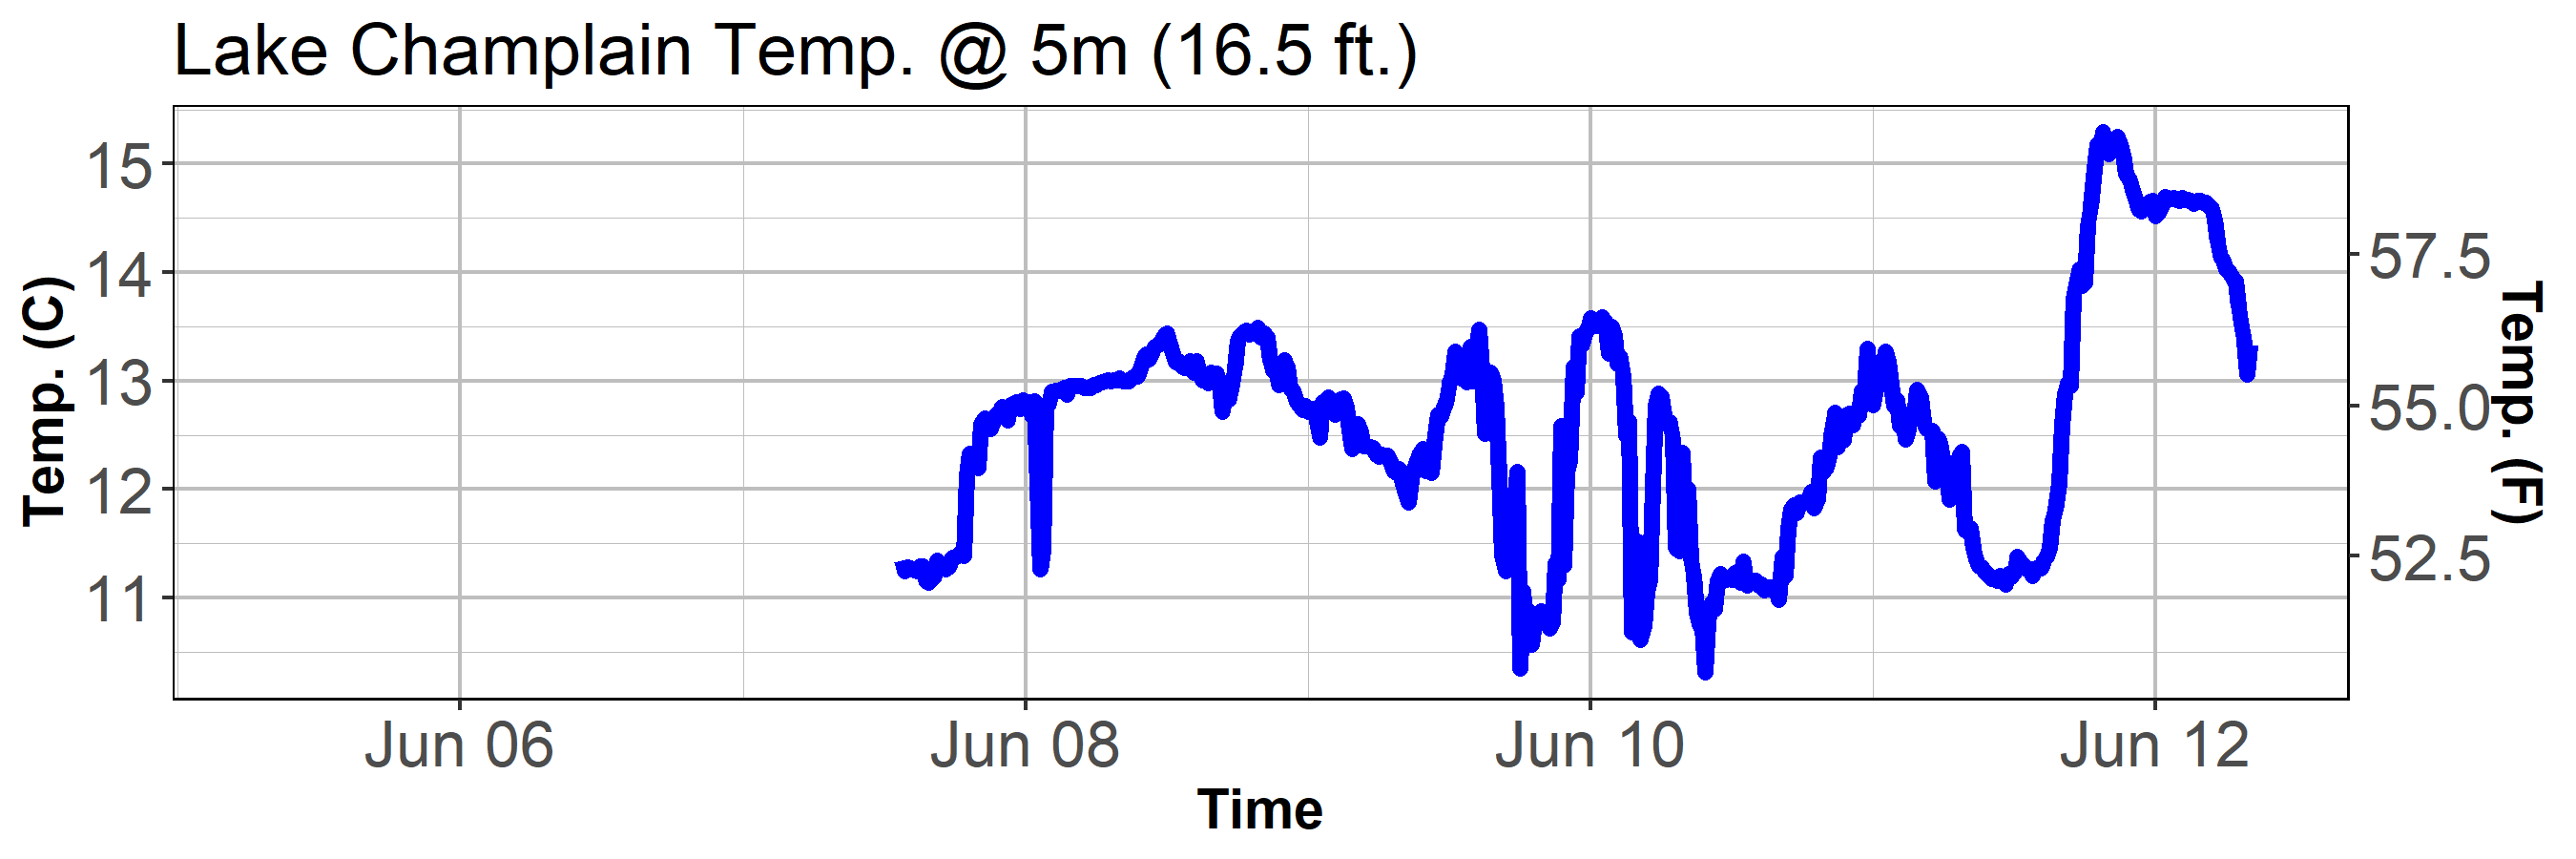 Lake Champlain Temp. @ 5m (16.5 ft.)
Temp. (C)
15
14
13
12
11
57.5
55.0
52.5
Temp. (F)
Jun 06
Jun 08
Jun 10
Jun 12
Time